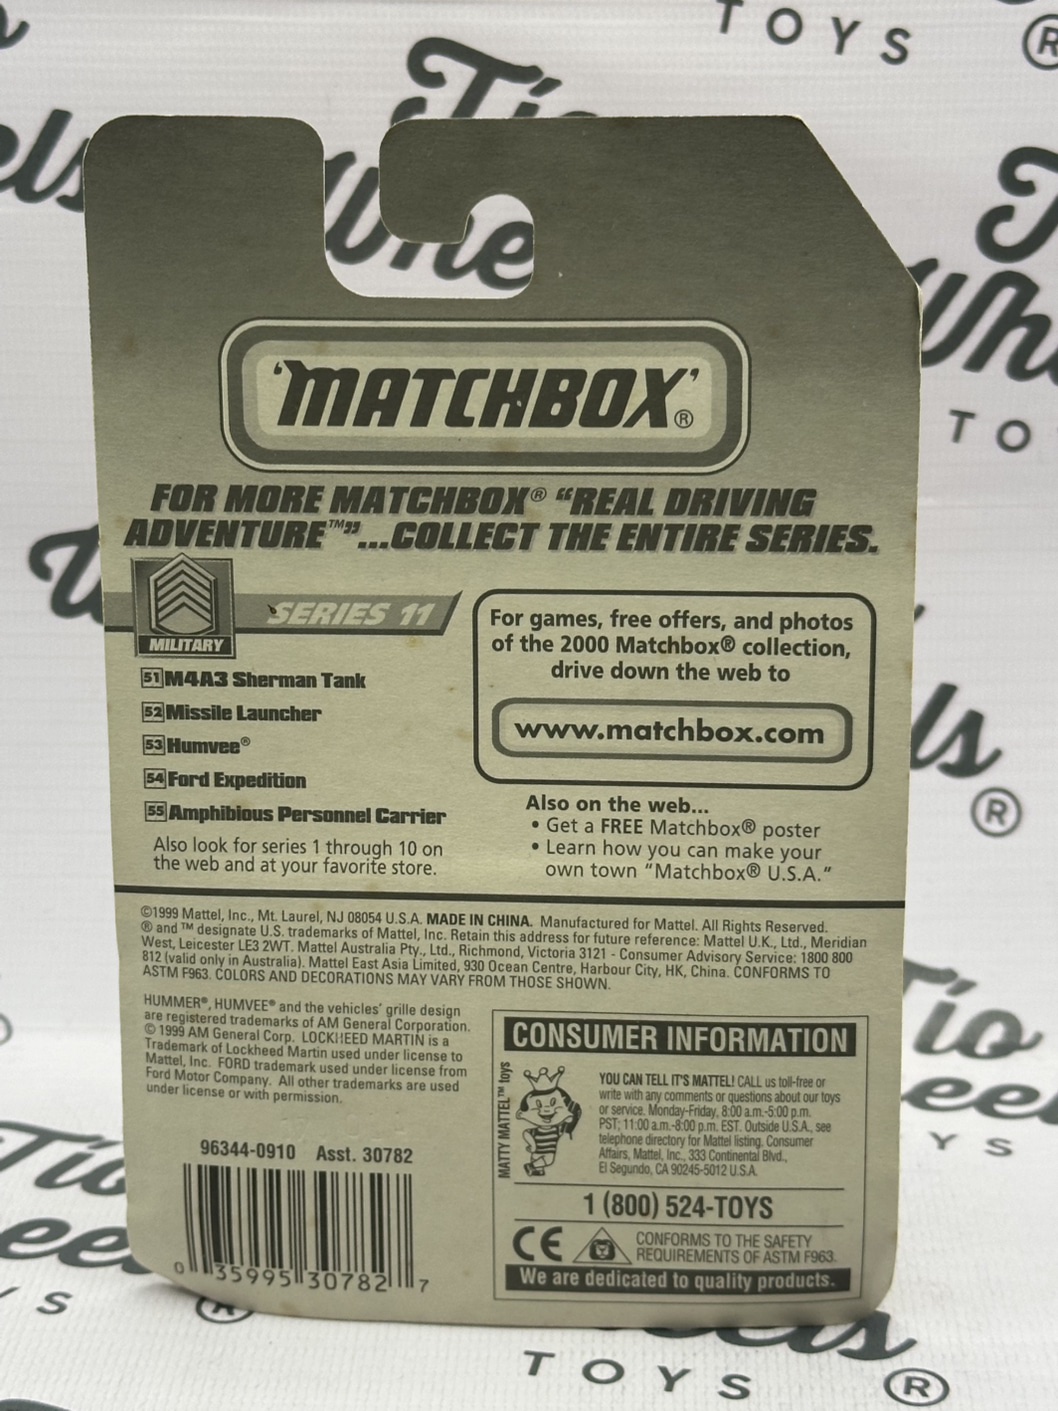 TOYS ®
Tio
Wheels
'MATCHBOX'®
FOR MORE MATCHBOX® “REAL DRIVING
ADVENTURE™”...COLLECT THE ENTIRE SERIES.
MILITARY
SERIES 11
51 M4A3 Sherman Tank
52 Missile Launcher
53 Humvee®
54 Ford Expedition
55 Amphibious Personnel Carrier
Also look for series 1 through 10 on
the web and at your favorite store.
For games, free offers, and photos
of the 2000 Matchbox® collection,
drive down the web to
www.matchbox.com
Also on the web...
• Get a FREE Matchbox® poster
• Learn how you can make your
own town “Matchbox® U.S.A.”
©1999 Mattel, Inc., Mt. Laurel, NJ 08054 U.S.A. MADE IN CHINA. Manufactured for Mattel. All Rights Reserved.
® and ™ designate U.S. trademarks of Mattel, Inc. Retain this address for future reference: Mattel U.K., Ltd., Meridian
West, Leicester LE3 2WT. Mattel Australia Pty., Ltd., Richmond, Victoria 3121 - Consumer Advisory Service: 1800 800
812 (valid only in Australia). Mattel East Asia Limited, 930 Ocean Centre, Harbour City, HK, China. CONFORMS TO
ASTM F963. COLORS AND DECORATIONS MAY VARY FROM THOSE SHOWN.
HUMMER®, HUMVEE® and the vehicles' grille design
are registered trademarks of AM General Corporation.
© 1999 AM General Corp. LOCKHEED MARTIN is a
Trademark of Lockheed Martin used under license to
Mattel, Inc. FORD trademark used under license from
Ford Motor Company. All other trademarks are used
under license or with permission.
96344-0910 Asst. 30782
0 35995 30782 7
CONSUMER INFORMATION
MATTY MATTEL™ toys
YOU CAN TELL IT'S MATTEL! CALL us toll-free or
write with any comments or questions about our toys
or service. Monday-Friday, 8:00 a.m.-5:00 p.m.
PST; 11:00 a.m.-8:00 p.m. EST. Outside U.S.A., see
telephone directory for Mattel listing. Consumer
Affairs, Mattel, Inc., 333 Continental Blvd.,
El Segundo, CA 90245-5012 U.S.A.
1 (800) 524-TOYS
CE
CONFORMS TO THE SAFETY
REQUIREMENTS OF ASTM F963.
We are dedicated to quality products.
TOYS ®